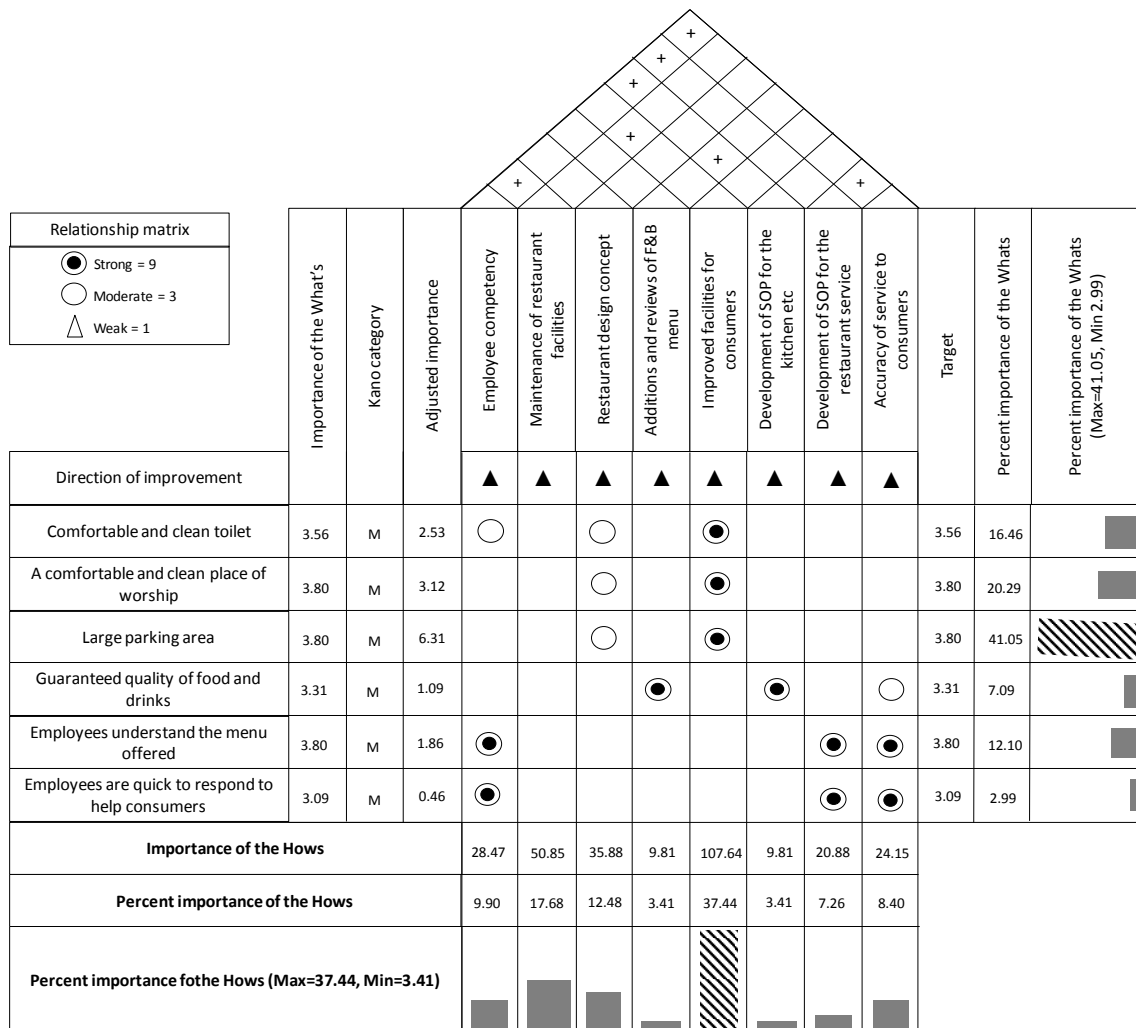 +
+
+
+
+
+
+
Relationship matrix
Strong = 9
Moderate = 3
Weak = 1
Importance of the What's
Kano category
Adjusted importance
Employee competency
Maintenance of restaurant
facilities
Restaurant design concept
Additions and reviews of F&B
menu
Improved facilities for
consumers
Development of SOP for the
kitchen etc
Development of SOP for the
restaurant service
Accuracy of service to
consumers
Target
Percent importance of the Whats
Percent importance of the Whats
(Max=41.05, Min 2.99)
Direction of improvement
Comfortable and clean toilet 3.56 M 2.53 3.56 16.46
A comfortable and clean place of
worship 3.80 M 3.12 3.80 20.29
Large parking area 3.80 M 6.31 3.80 41.05
Guaranteed quality of food and
drinks 3.31 M 1.09 3.31 7.09
Employees understand the menu
offered 3.80 M 1.86 3.80 12.10
Employees are quick to respond to
help consumers 3.09 M 0.46 3.09 2.99
Importance of the Hows 28.47 50.85 35.88 9.81 107.64 9.81 20.88 24.15
Percent importance of the Hows 9.90 17.68 12.48 3.41 37.44 3.41 7.26 8.40
Percent importance fothe Hows (Max=37.44, Min=3.41)